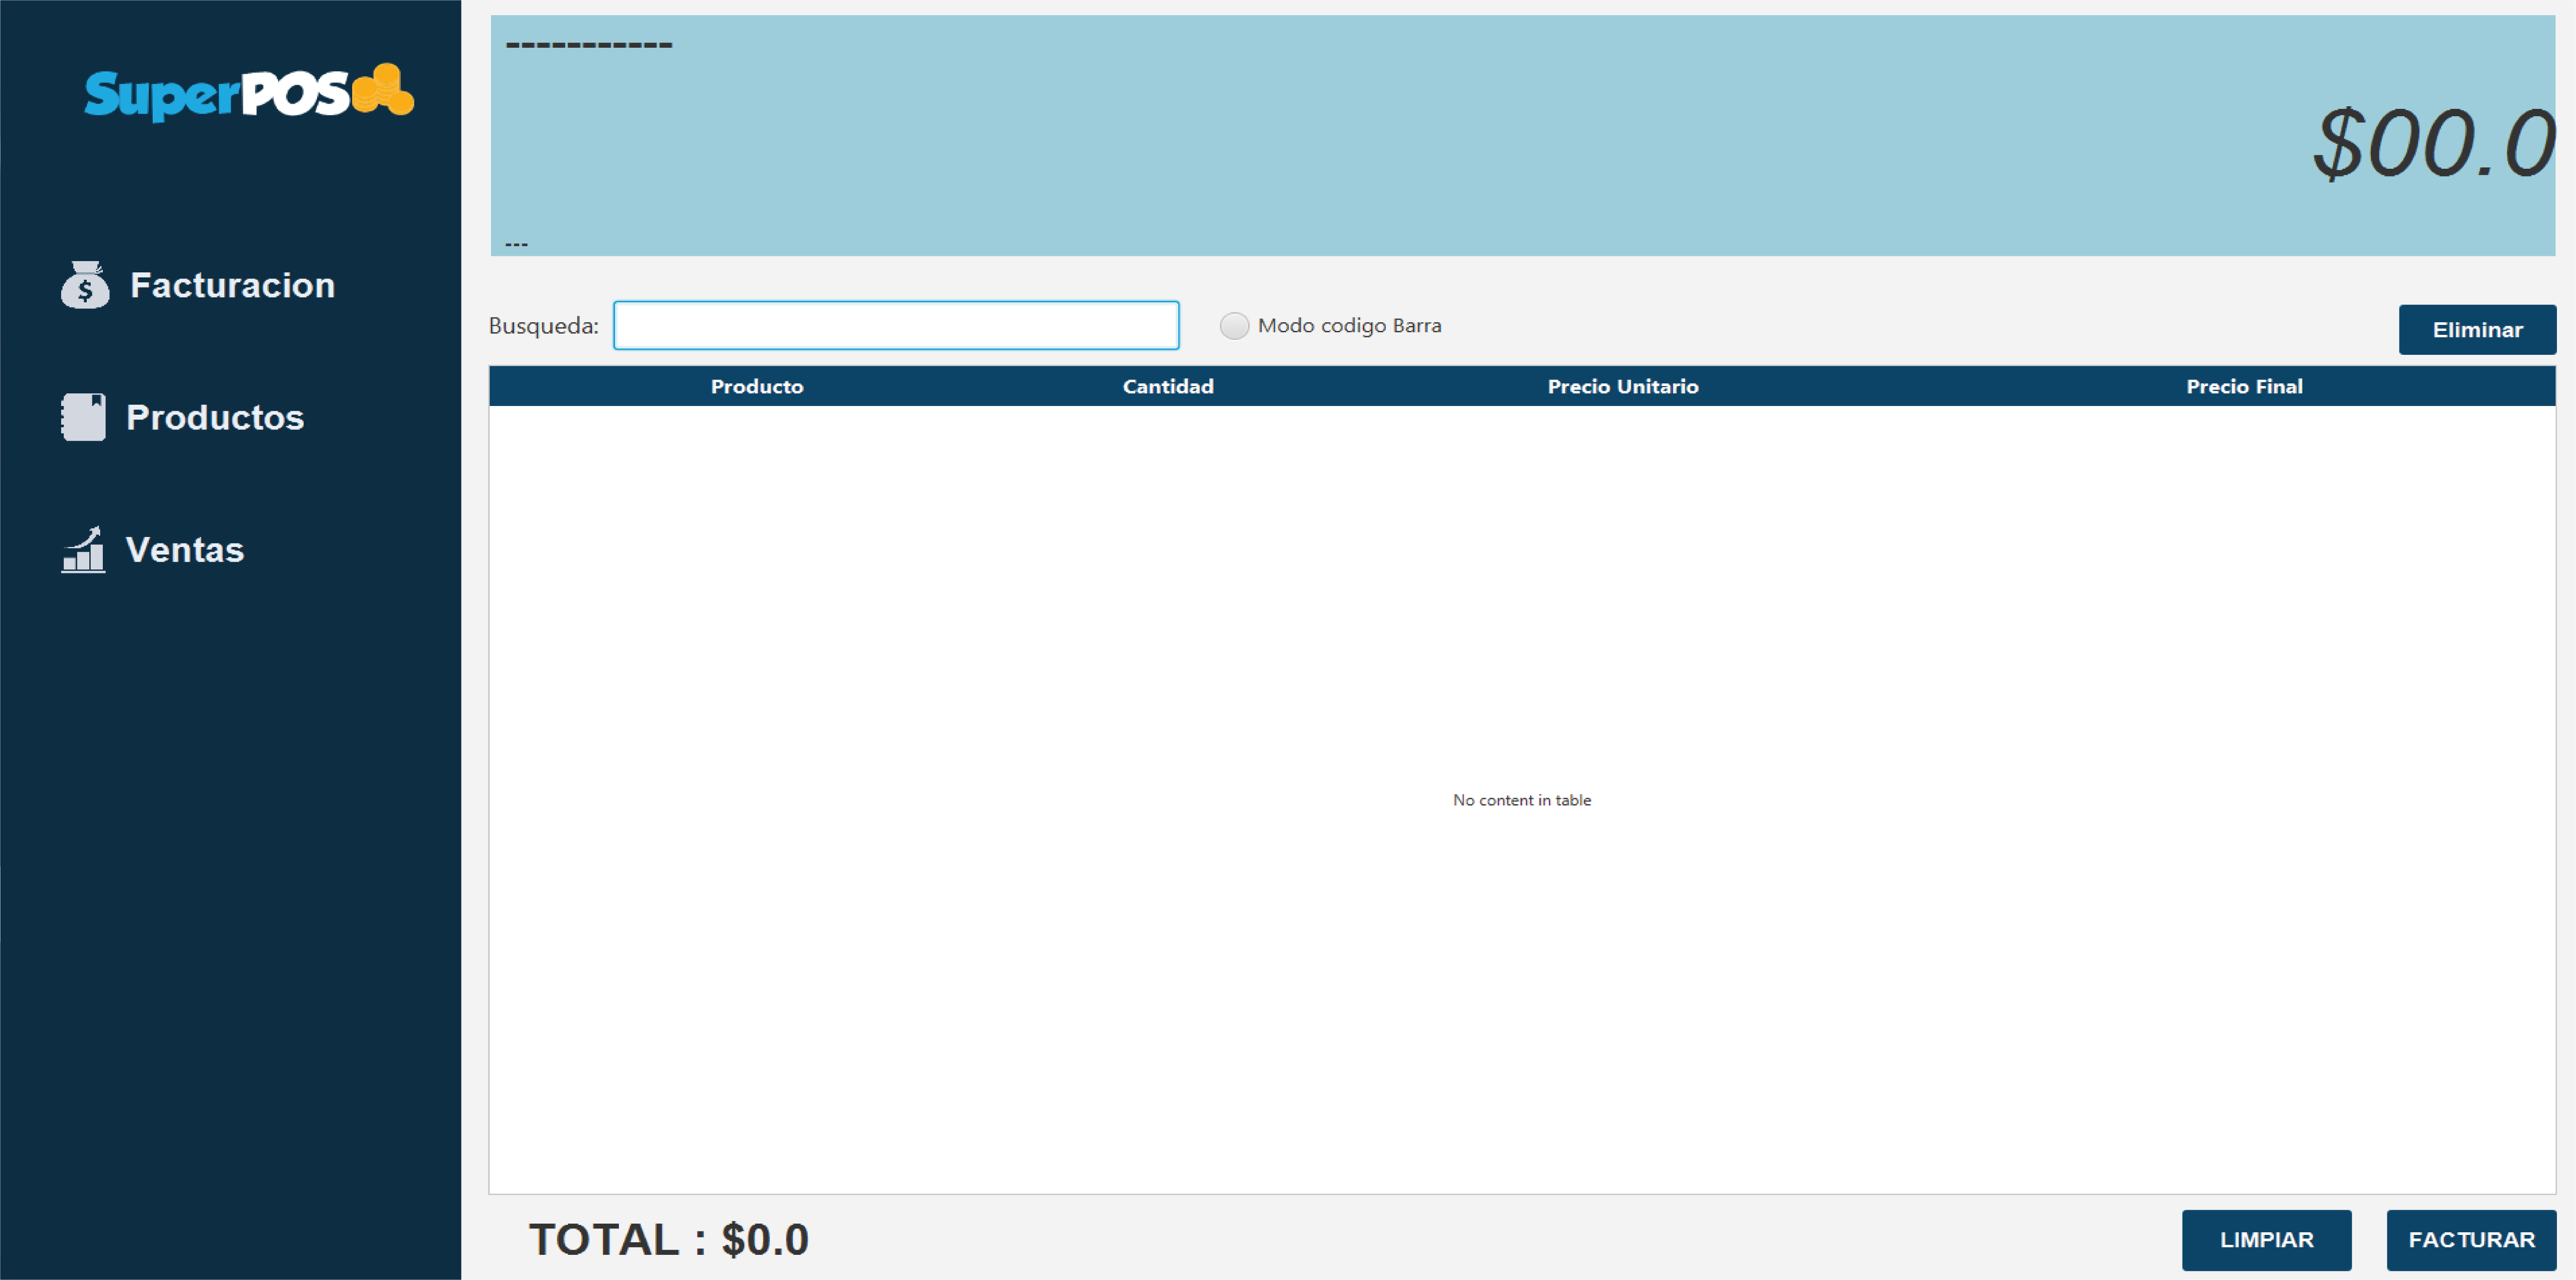 SuperPOS
Facturacion
Productos
Ventas
-----------
$00.0
---
Busqueda:
Modo codigo Barra
Eliminar
Producto Cantidad Precio Unitario Precio Final
No content in table
TOTAL : $0.0
LIMPIAR
FACTURAR